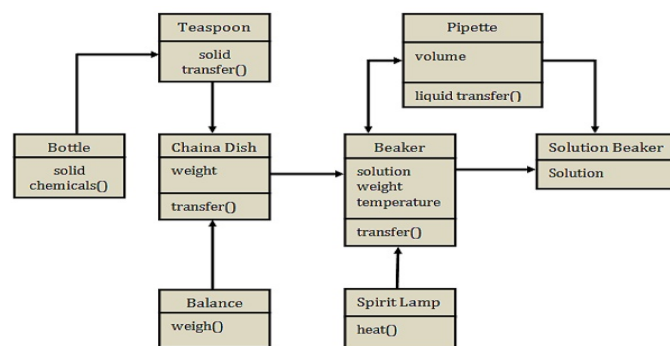 Teaspoon
solid
transfer()
Pipette
volume
liquid transfer()
Bottle
solid
chemicals()
Chaina Dish
weight
transfer()
Beaker
solution
weight
temperature
transfer()
Solution Beaker
Solution
Balance
weigh()
Spirit Lamp
heat()